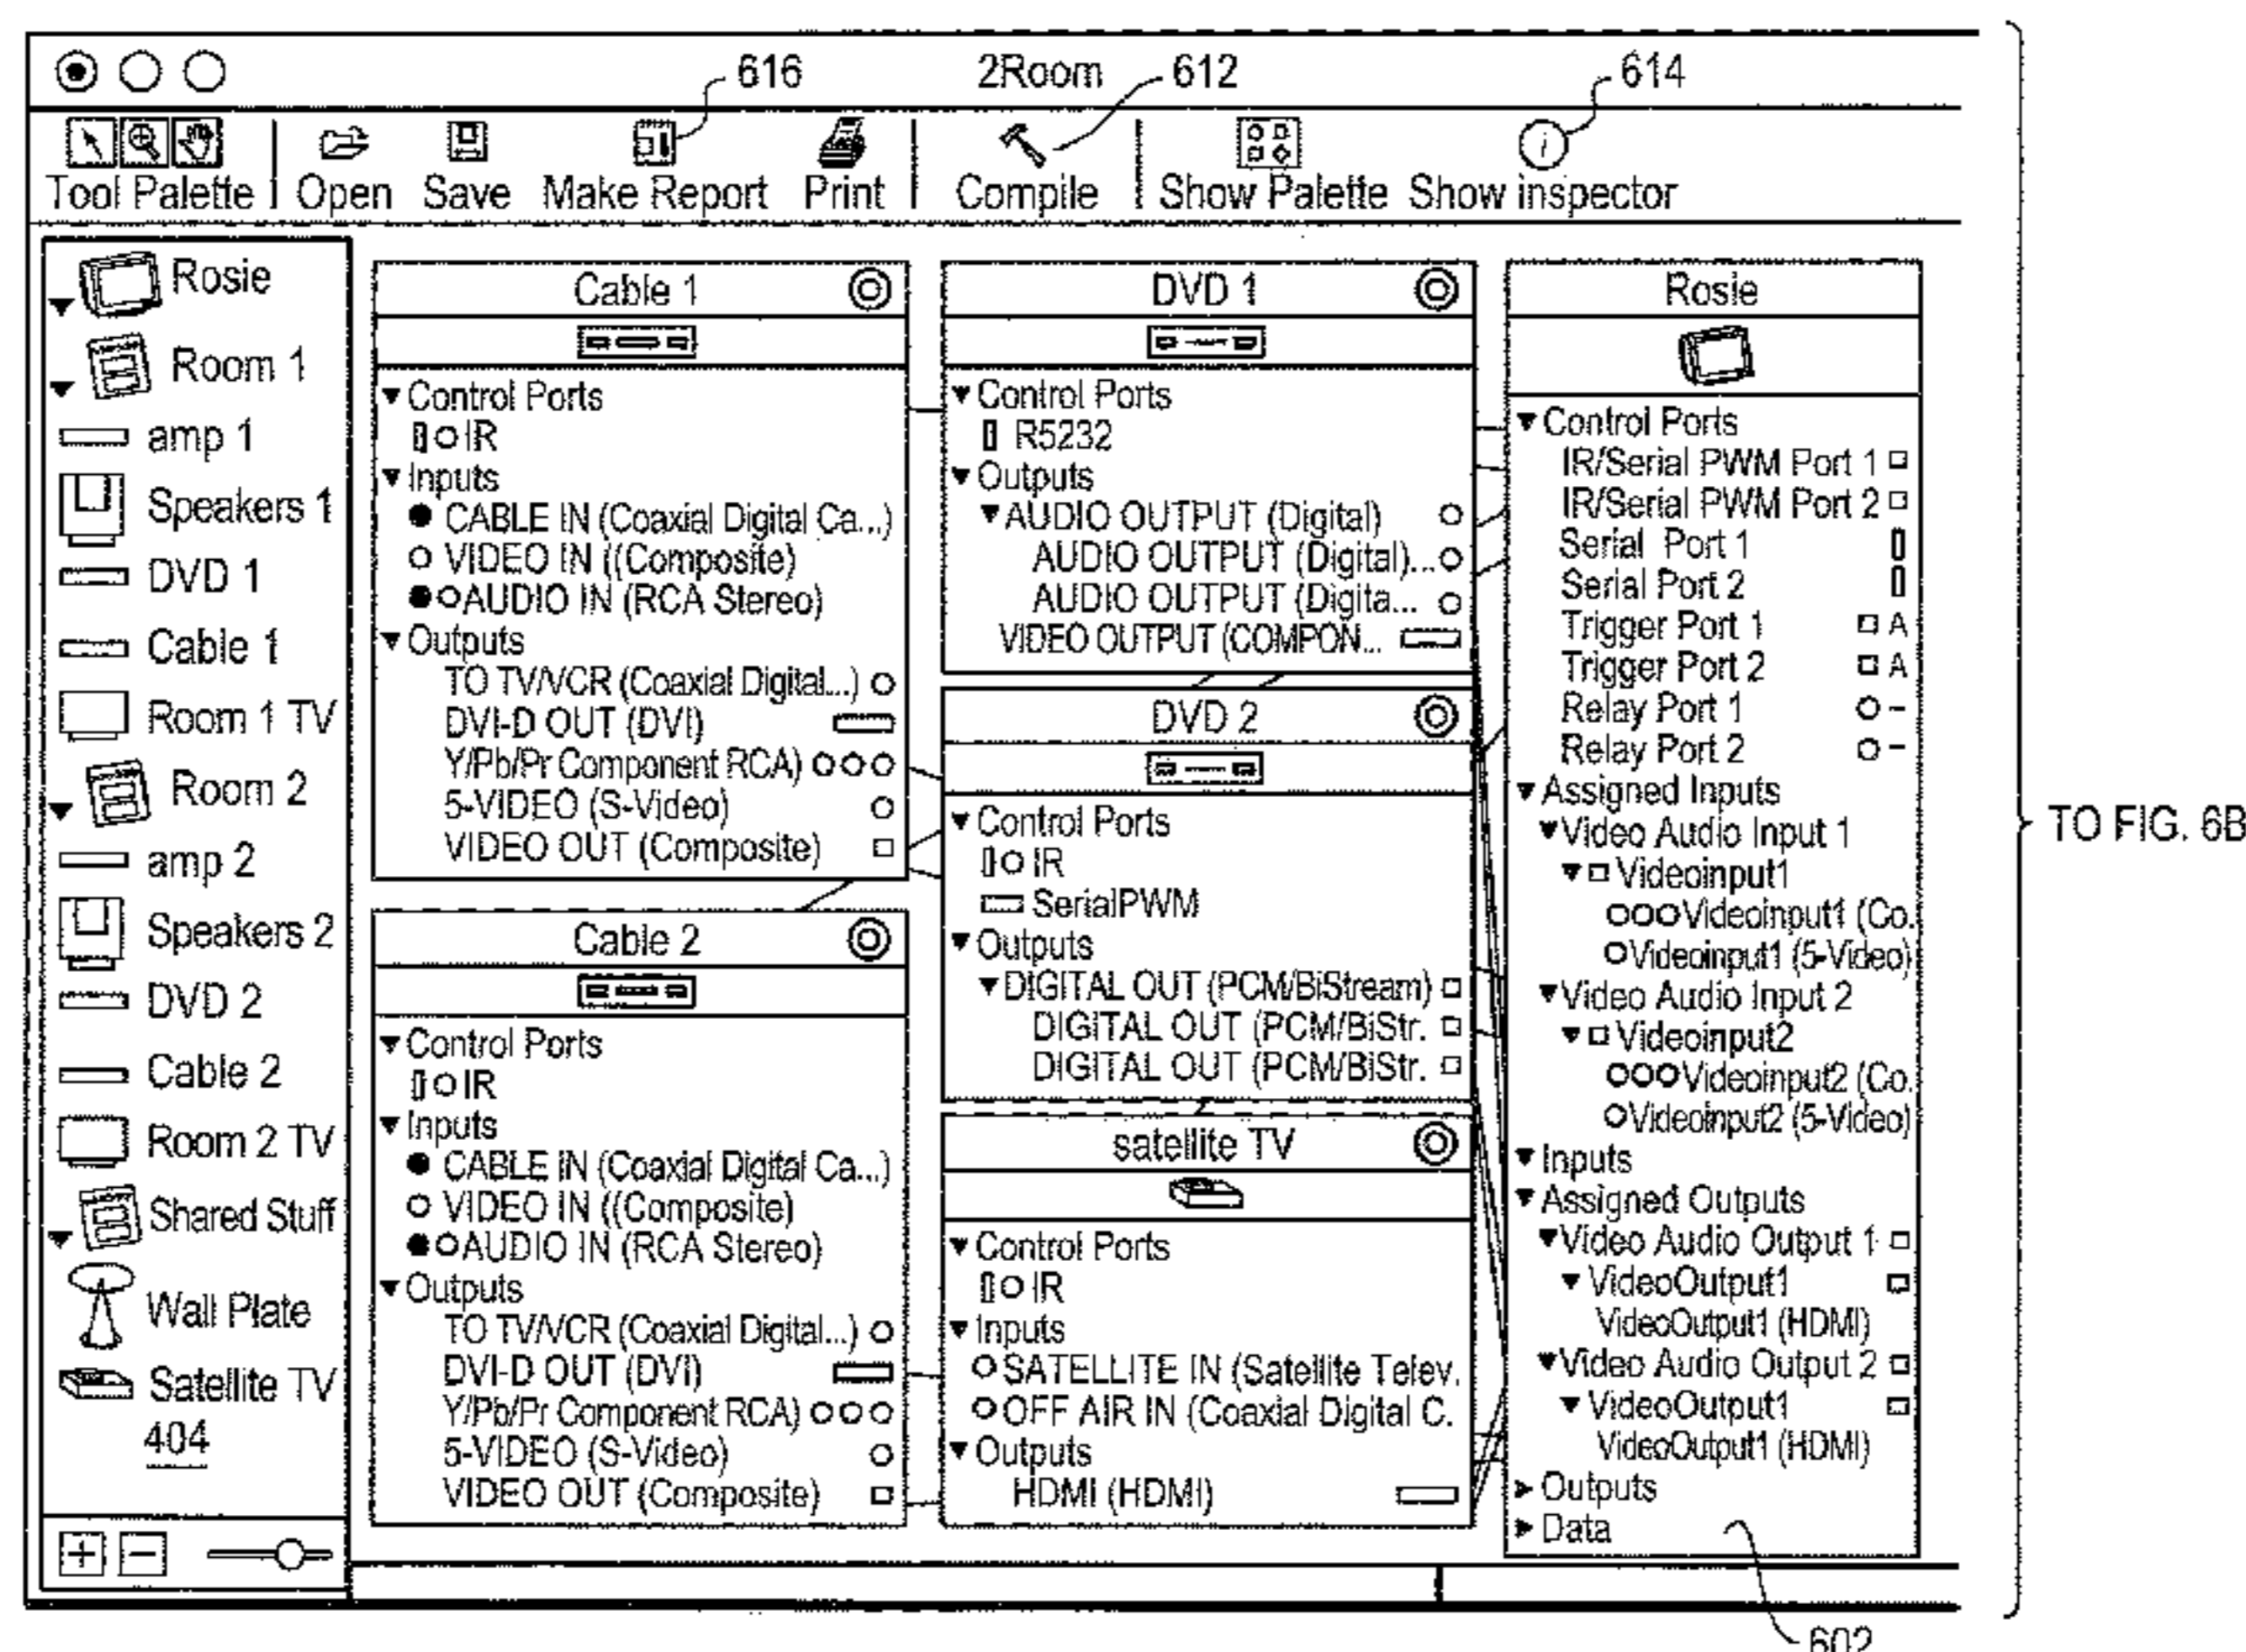 616
2Room
612
614
Tool Palette
Open
Save
Make Report
Print
Compile
Show Palette
Show inspector
Rosie
Room 1
amp 1
Speakers 1
DVD 1
Cable 1
Room 1 TV
Room 2
amp 2
Speakers 2
DVD 2
Cable 2
Room 2 TV
Shared Stuff
Wall Plate
Satellite TV
404
Cable 1
Control Ports
IR
Inputs
CABLE IN (Coaxial Digital Ca...)
VIDEO IN ((Composite)
AUDIO IN (RCA Stereo)
Outputs
TO TV/VCR (Coaxial Digital...)
DVI-D OUT (DVI)
Y/Pb/Pr Component RCA)
5-VIDEO (S-Video)
VIDEO OUT (Composite)
Cable 2
Control Ports
IR
Inputs
CABLE IN (Coaxial Digital Ca...)
VIDEO IN ((Composite)
AUDIO IN (RCA Stereo)
Outputs
TO TV/VCR (Coaxial Digital...)
DVI-D OUT (DVI)
Y/Pb/Pr Component RCA)
5-VIDEO (S-Video)
VIDEO OUT (Composite)
DVD 1
Control Ports
R5232
Outputs
AUDIO OUTPUT (Digital)
AUDIO OUTPUT (Digital)...
AUDIO OUTPUT (Digita...
VIDEO OUTPUT (COMPON...
DVD 2
Control Ports
IR
SerialPWM
Outputs
DIGITAL OUT (PCM/BiStream)
DIGITAL OUT (PCM/BiStr.
DIGITAL OUT (PCM/BiStr.
satellite TV
Control Ports
IR
Inputs
SATELLITE IN (Satellite Telev.
OFF AIR IN (Coaxial Digital C.
Outputs
HDMI (HDMI)
Rosie
Control Ports
IR/Serial PWM Port 1
IR/Serial PWM Port 2
Serial Port 1
Serial Port 2
Trigger Port 1 A
Trigger Port 2 A
Relay Port 1 -
Relay Port 2 -
Assigned Inputs
Video Audio Input 1
Videoinput1
Videoinput1 (Co.
Videoinput1 (5-Video)
Video Audio Input 2
Videoinput2
Videoinput2 (Co.
Videoinput2 (5-Video)
Inputs
Assigned Outputs
Video Audio Output 1
VideoOutput1
VideoOutput1 (HDMI)
Video Audio Output 2
VideoOutput1
VideoOutput1 (HDMI)
Outputs
Data
602
TO FIG. 6B